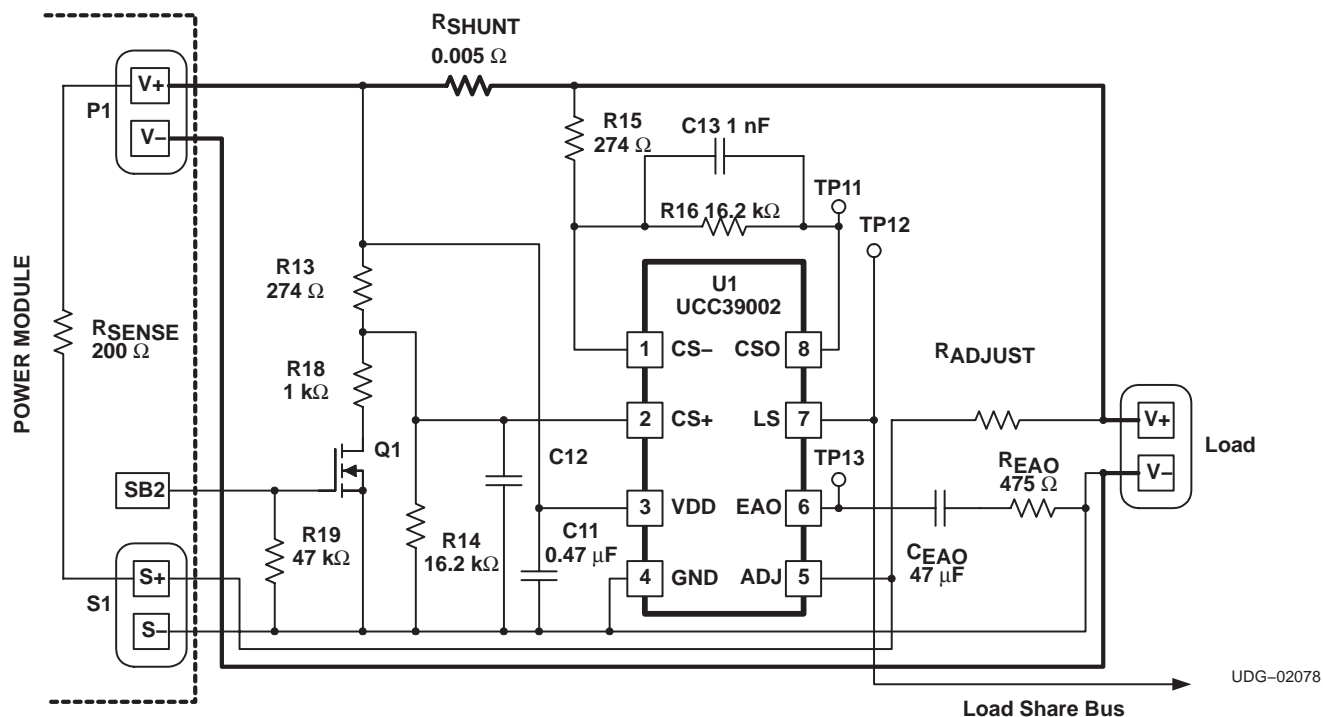 RSHUNT
0.005 Ω
V+
P1
V–
R15
274 Ω
C13 1 nF
TP11
R16 16.2 kΩ
TP12
POWER MODULE
RSENSE
200 Ω
R13
274 Ω
R18
1 kΩ
Q1
U1
UCC39002
1 CS– CSO 8
2 CS+ LS 7
3 VDD EAO 6
4 GND ADJ 5
RADJUST
V+
V–
Load
TP13
REAO
475 Ω
CEAO
47 μF
SB2
R19
47 kΩ
R14
16.2 kΩ
C12
C11
0.47 μF
S+
S1
S–
Load Share Bus
UDG–02078